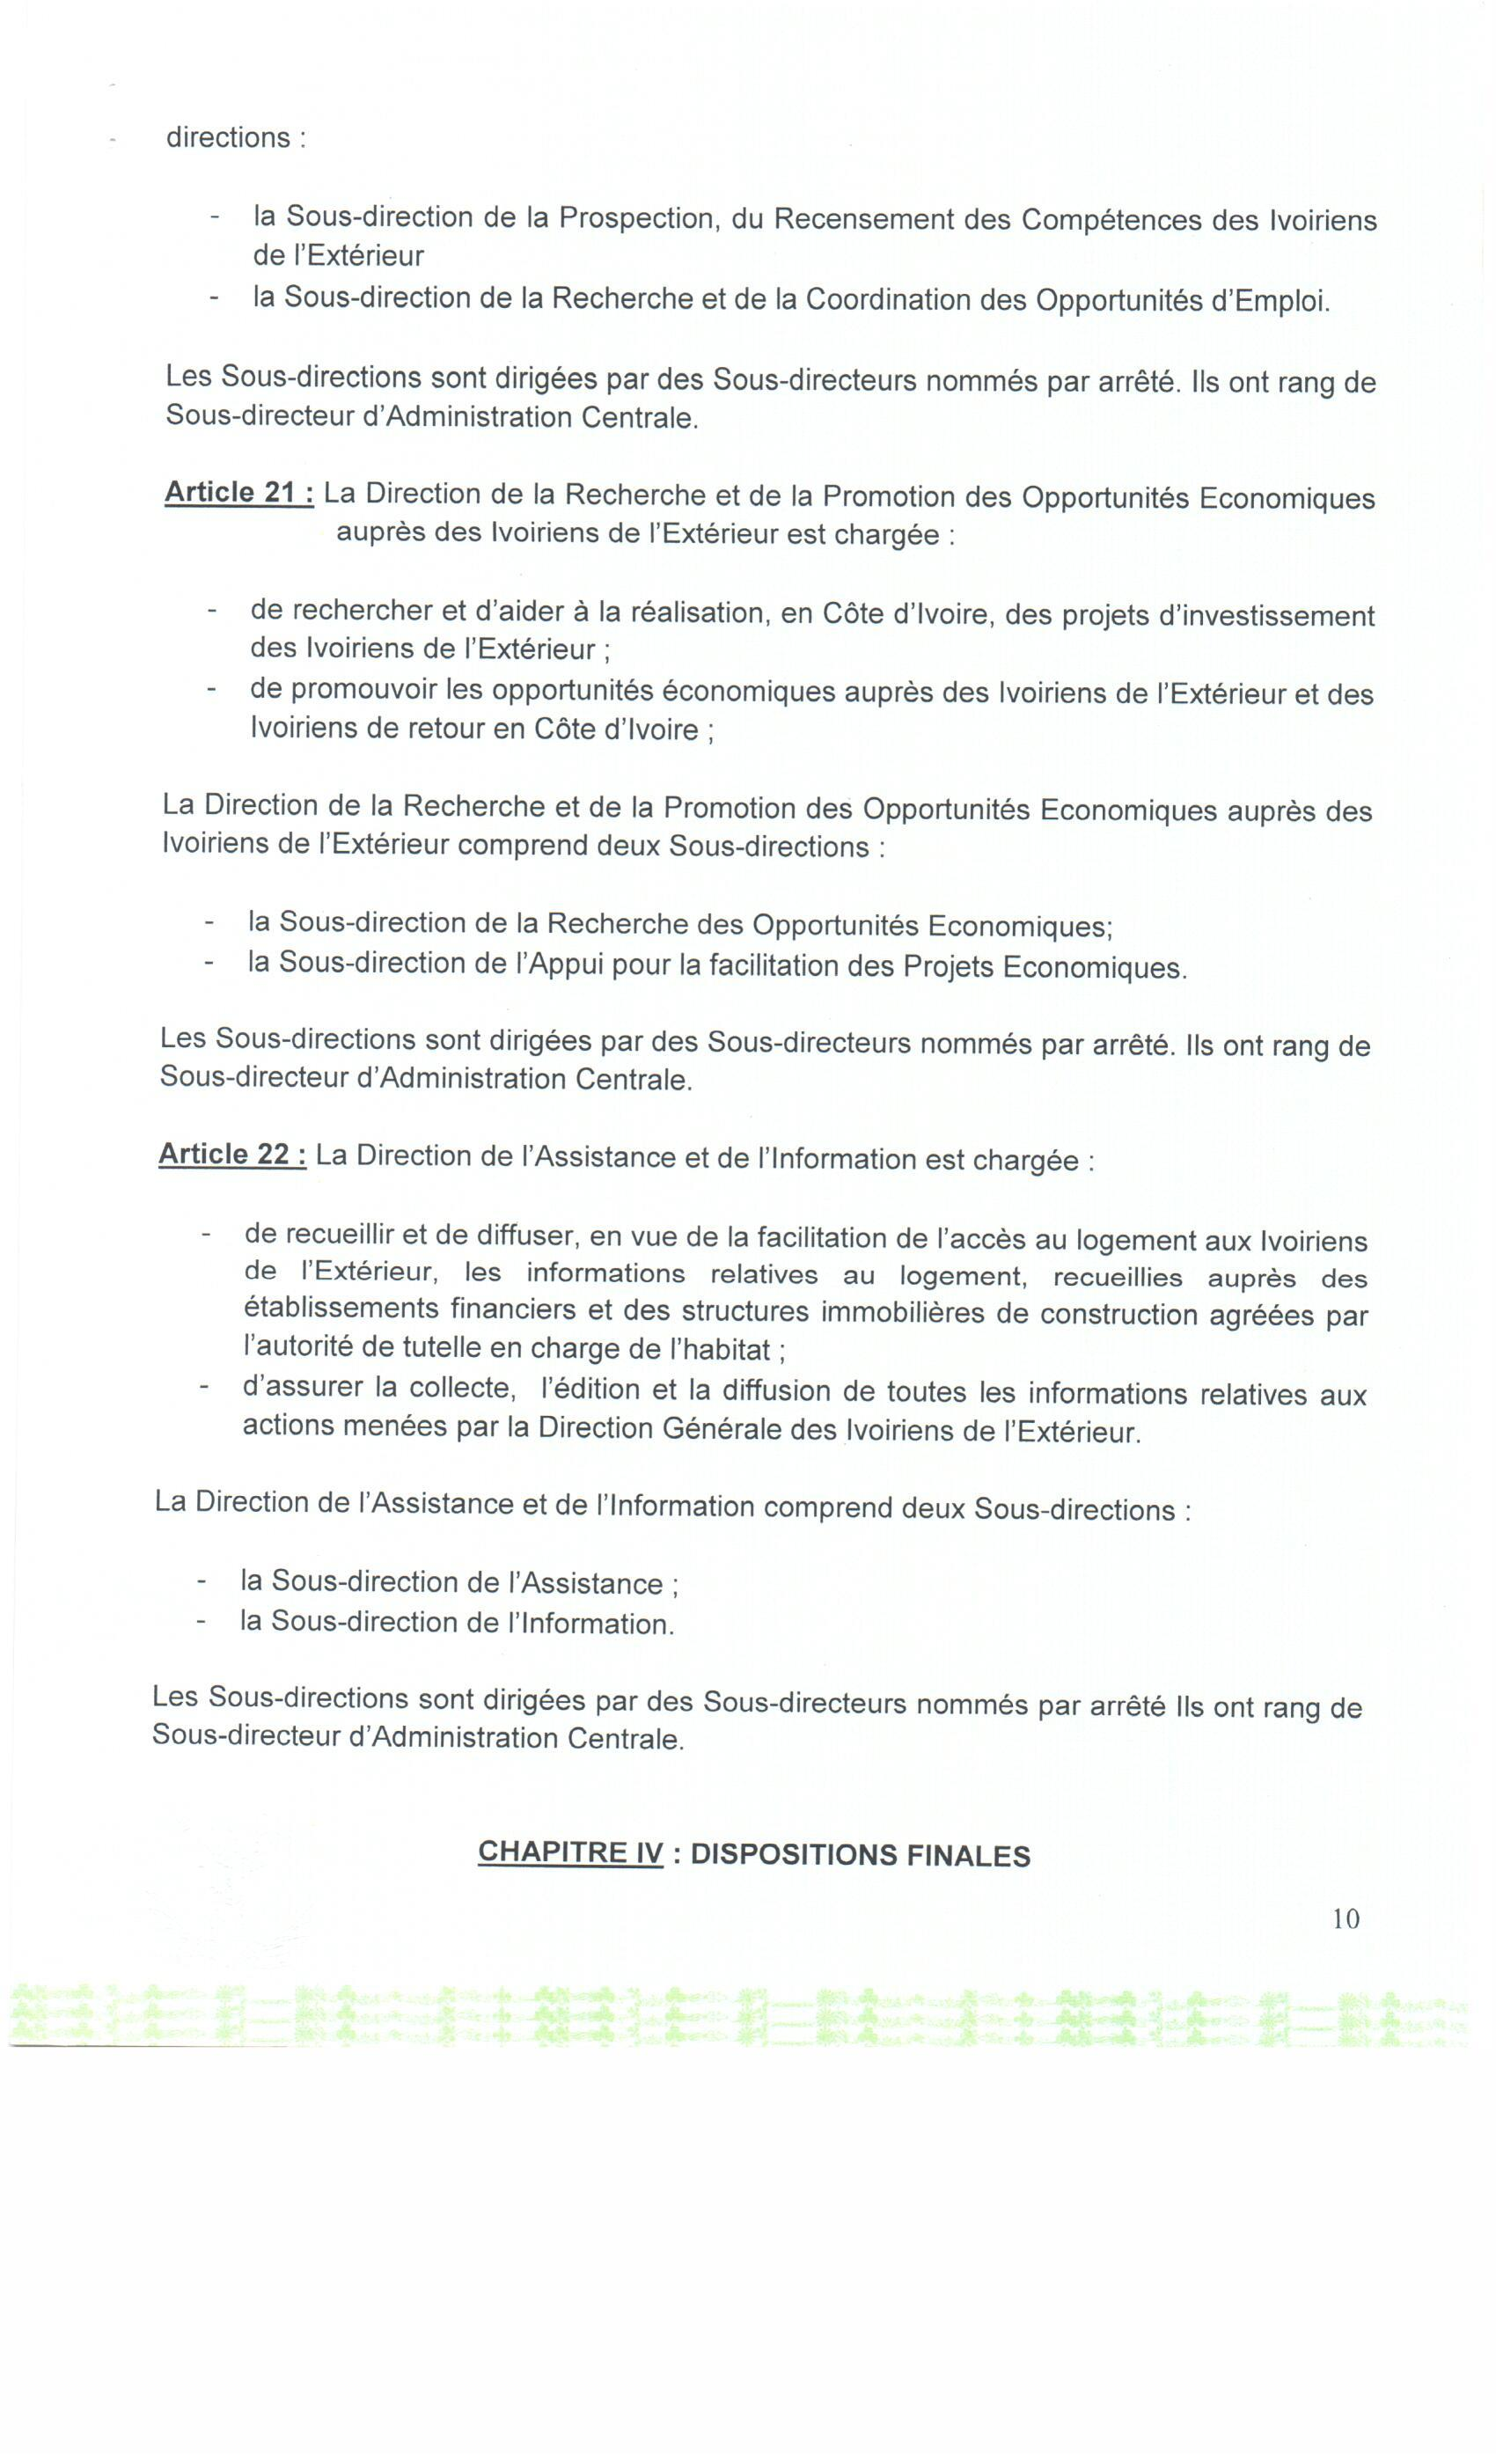 directions :
- la Sous-direction de la Prospection, du Recensement des Compétences des Ivoiriens
de l'Extérieur
- la Sous-direction de la Recherche et de la Coordination des Opportunités d'Emploi.
Les Sous-directions sont dirigées par des Sous-directeurs nommés par arrêté. Ils ont rang de
Sous-directeur d'Administration Centrale.
Article 21 : La Direction de la Recherche et de la Promotion des Opportunités Economiques
auprès des Ivoiriens de l'Extérieur est chargée :
- de rechercher et d'aider à la réalisation, en Côte d'Ivoire, des projets d'investissement
des Ivoiriens de l'Extérieur ;
- de promouvoir les opportunités économiques auprès des Ivoiriens de l'Extérieur et des
Ivoiriens de retour en Côte d'Ivoire ;
La Direction de la Recherche et de la Promotion des Opportunités Economiques auprès des
Ivoiriens de l'Extérieur comprend deux Sous-directions :
- la Sous-direction de la Recherche des Opportunités Economiques;
- la Sous-direction de l'Appui pour la facilitation des Projets Economiques.
Les Sous-directions sont dirigées par des Sous-directeurs nommés par arrêté. Ils ont rang de
Sous-directeur d'Administration Centrale.
Article 22 : La Direction de l'Assistance et de l'Information est chargée :
- de recueillir et de diffuser, en vue de la facilitation de l'accès au logement aux Ivoiriens
de l'Extérieur, les informations relatives au logement, recueillies auprès des
établissements financiers et des structures immobilières de construction agréées par
l'autorité de tutelle en charge de l'habitat ;
- d'assurer la collecte, l'édition et la diffusion de toutes les informations relatives aux
actions menées par la Direction Générale des Ivoiriens de l'Extérieur.
La Direction de l'Assistance et de l'Information comprend deux Sous-directions :
- la Sous-direction de l'Assistance ;
- la Sous-direction de l'Information.
Les Sous-directions sont dirigées par des Sous-directeurs nommés par arrêté Ils ont rang de
Sous-directeur d'Administration Centrale.
CHAPITRE IV : DISPOSITIONS FINALES
10